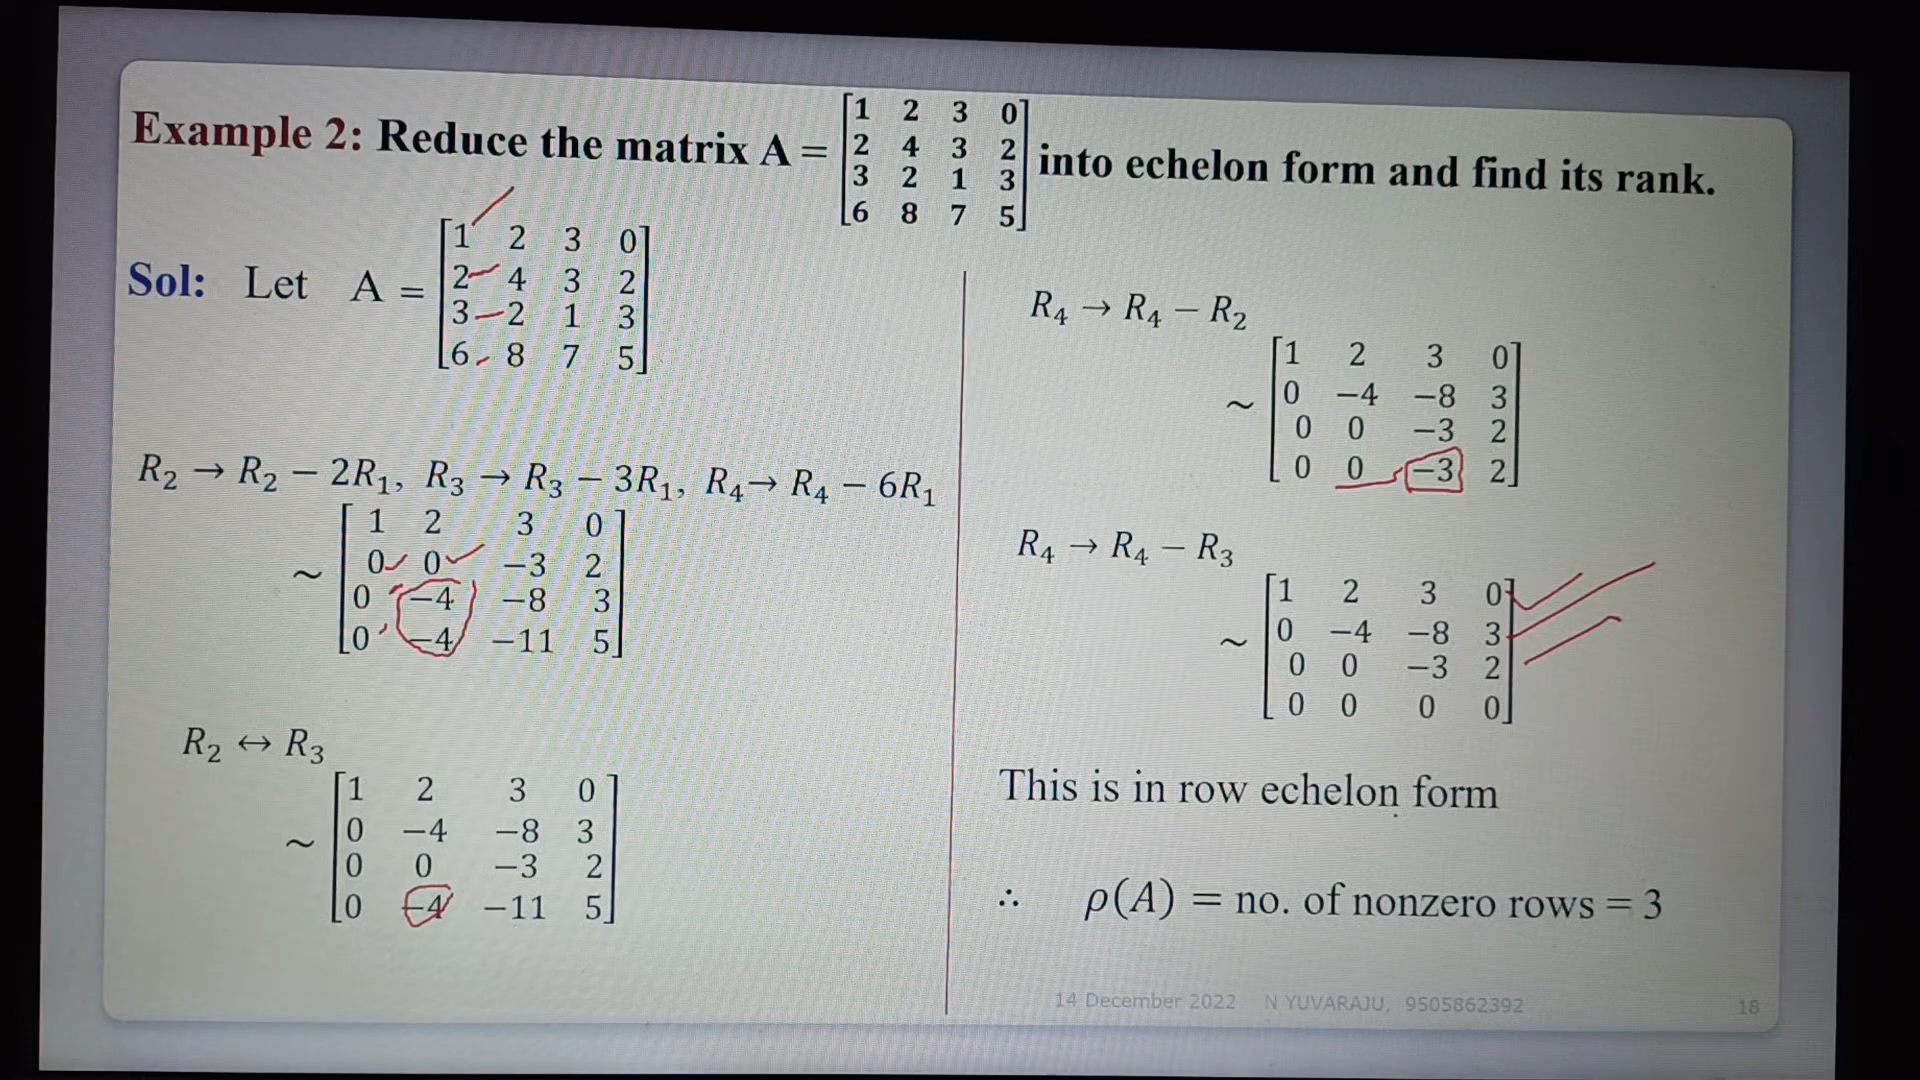 Example 2: Reduce the matrix A = [1 2 3 0
2 4 3 2
3 2 1 3
6 8 7 5] into echelon form and find its rank.
Sol: Let A = [1 2 3 0
2 4 3 2
3 2 1 3
6 8 7 5]
R₂ → R₂ − 2R₁, R₃ → R₃ − 3R₁, R₄→ R₄ − 6R₁
~ [1 2 3 0
0 0 −3 2
0 −4 −8 3
0 −4 −11 5]
R₂ ↔ R₃
~ [1 2 3 0
0 −4 −8 3
0 0 −3 2
0 −4 −11 5]
R₄ → R₄ − R₂
~ [1 2 3 0
0 −4 −8 3
0 0 −3 2
0 0 −3 2]
R₄ → R₄ − R₃
~ [1 2 3 0
0 −4 −8 3
0 0 −3 2
0 0 0 0]
This is in row echelon form
∴ ρ(A) = no. of nonzero rows = 3
14 December 2022 N YUVARAJU, 9505862392 18